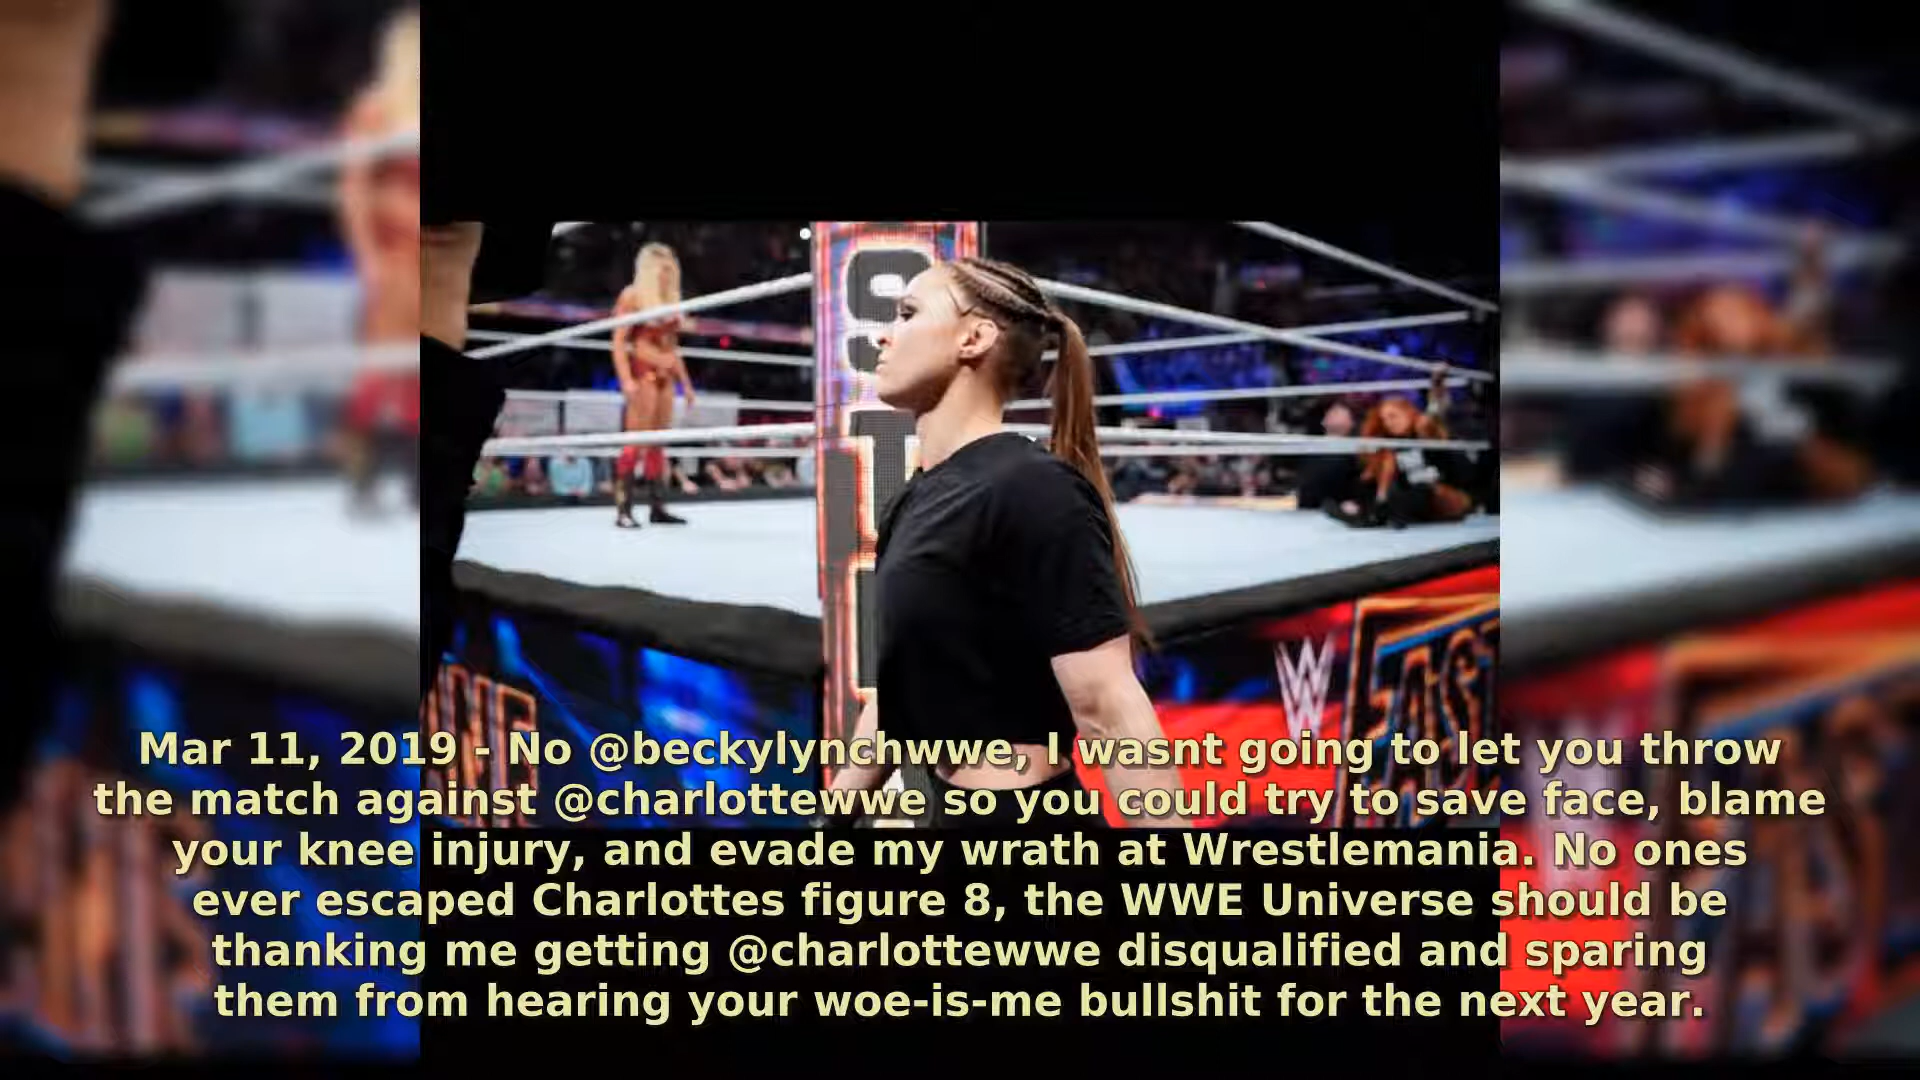 ST
W FAST
ANE
Mar 11, 2019 - No @beckylynchwwe, I wasnt going to let you throw
the match against @charlottewwe so you could try to save face, blame
your knee injury, and evade my wrath at Wrestlemania. No ones
ever escaped Charlottes figure 8, the WWE Universe should be
thanking me getting @charlottewwe disqualified and sparing
them from hearing your woe-is-me bullshit for the next year.